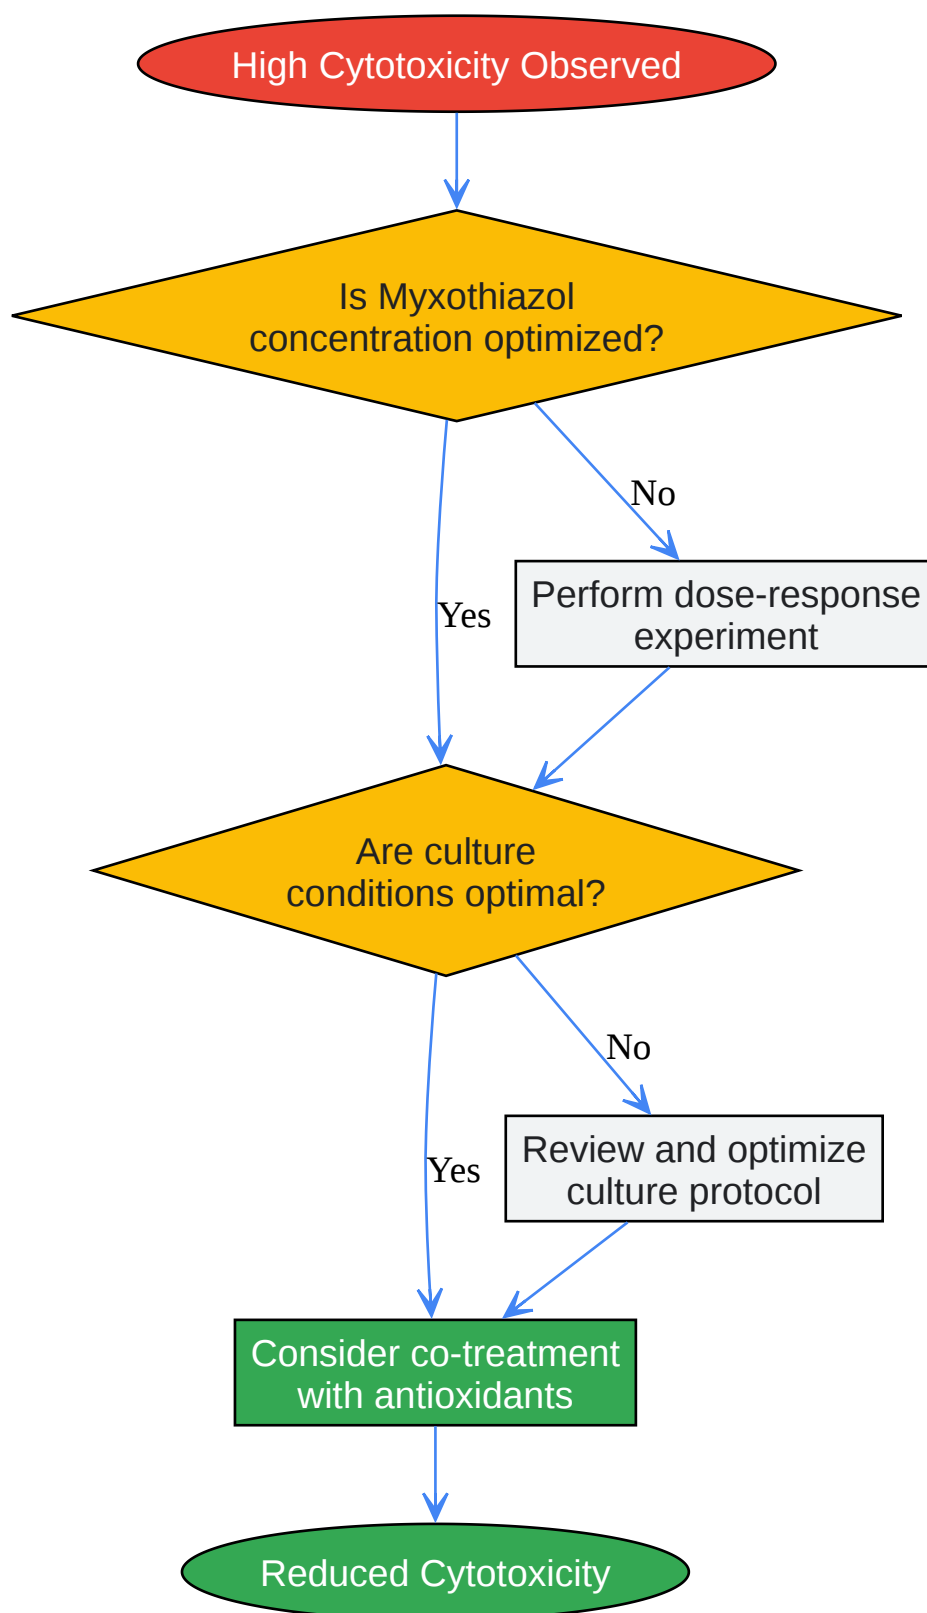 High Cytotoxicity Observed
Is Myxothiazol
concentration optimized?
No
Perform dose-response
experiment
Yes
Are culture
conditions optimal?
No
Review and optimize
culture protocol
Yes
Consider co-treatment
with antioxidants
Reduced Cytotoxicity